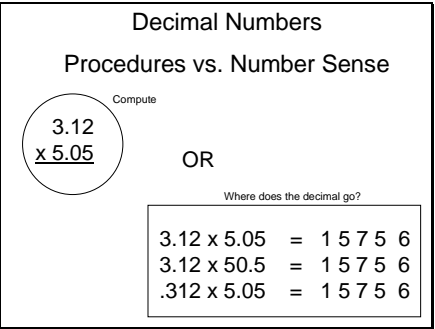 Decimal Numbers
Procedures vs. Number Sense
Compute
3.12
x 5.05
OR
Where does the decimal go?
3.12 x 5.05 = 1 5 7 5 6
3.12 x 50.5 = 1 5 7 5 6
.312 x 5.05 = 1 5 7 5 6